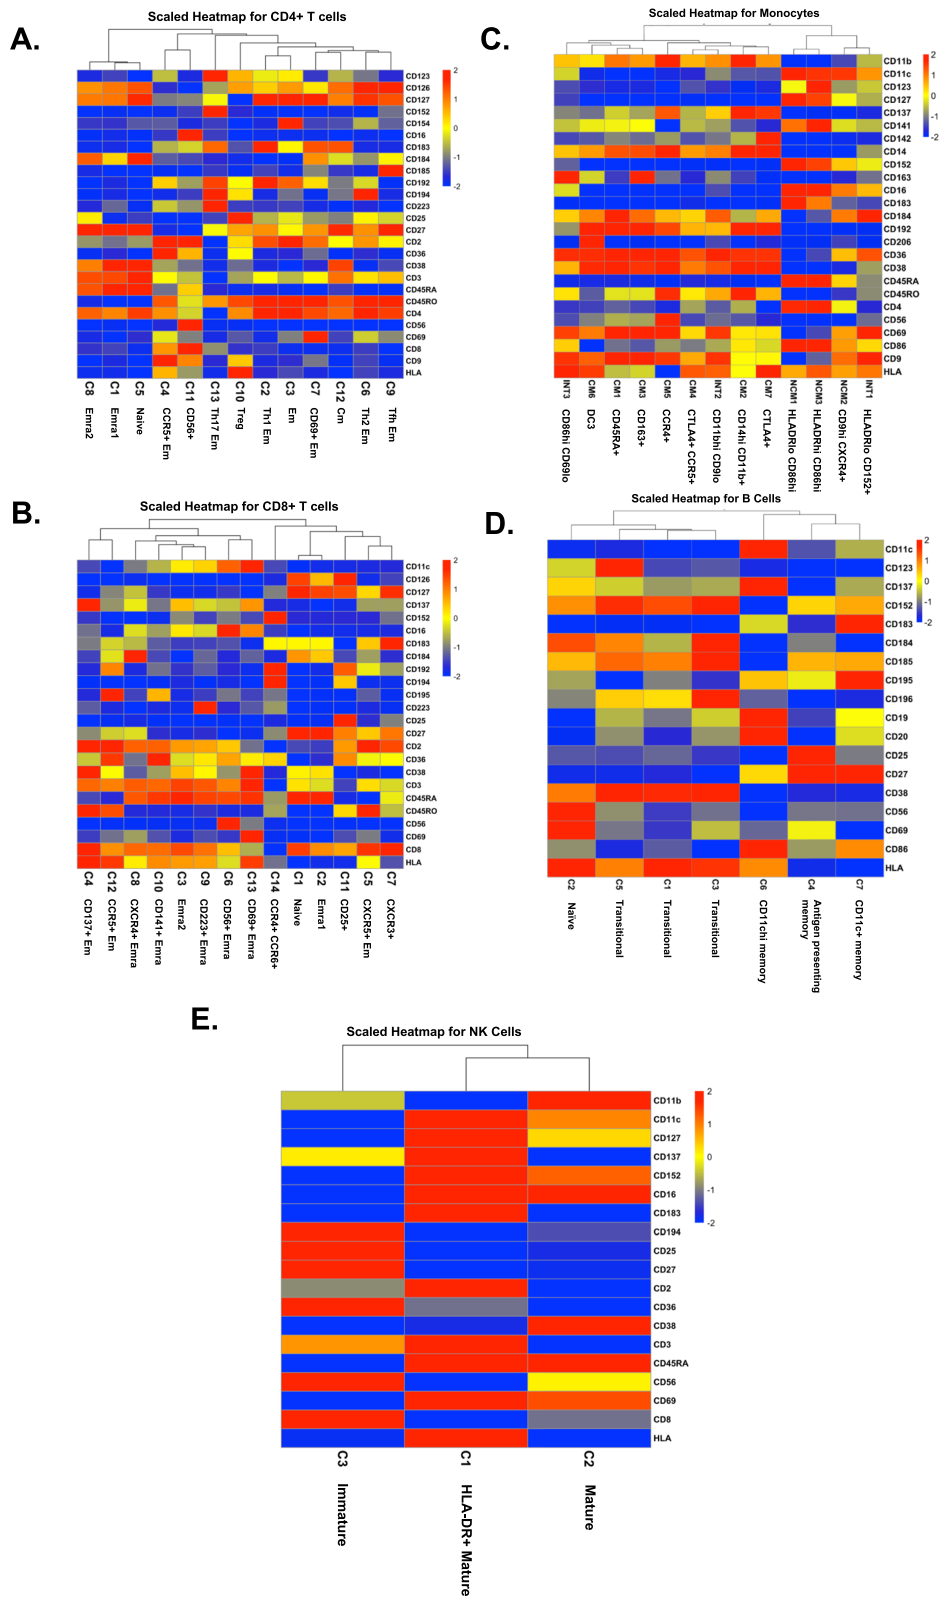 A.
Scaled Heatmap for CD4+ T cells
CD123
CD126
CD127
CD152
CD154
CD16
CD183
CD184
CD185
CD192
CD194
CD223
CD25
CD27
CD2
CD36
CD38
CD3
CD45RA
CD45RO
CD4
CD56
CD69
CD8
CD9
HLA
2
1
0
-1
-2
C8 Emra2
C1 Emra1
C5 Naive
C4 CCR5+ Em
C11 CD56+
C13 Th17 Em
C10 Treg
C2 Th1 Em
C3 Em
C7 CD69+ Em
C12 Cm
C6 Th2 Em
C9 Tfh Em
C.
Scaled Heatmap for Monocytes
CD11b
CD11c
CD123
CD127
CD137
CD141
CD142
CD14
CD152
CD163
CD16
CD183
CD184
CD192
CD206
CD36
CD38
CD45RA
CD45RO
CD4
CD56
CD69
CD86
CD9
HLA
2
1
0
-1
-2
INT3 CD86hi CD69lo
CM6 DC3
CM1 CD45RA+
CM3 CD163+
CM5 CCR4+
CM4 CTLA4+ CCR5+
INT2 CD11bhi CD9lo
CM2 CD14hi CD11b+
CM7 CTLA4+
NCM1 HLADRlo CD86hi
NCM3 HLADRhi CD86hi
NCM2 CD9hi CXCR4+
INT1 HLADRlo CD152+
B.
Scaled Heatmap for CD8+ T cells
CD11c
CD126
CD127
CD137
CD152
CD16
CD183
CD184
CD192
CD194
CD195
CD223
CD25
CD27
CD2
CD36
CD38
CD3
CD45RA
CD45RO
CD56
CD69
CD8
HLA
2
1
0
-1
-2
C4 CD137+ Em
C12 CCR5+ Em
C8 CXCR4+ Emra
C10 CD141+ Emra
C3 Emra2
C9 CD223+ Emra
C6 CD56+ Emra
C13 CD69+ Emra
C14 CCR4+ CCR6+
C1 Naive
C2 Emra1
C11 CD25+
C5 CXCR5+ Em
C7 CXCR3+
D.
Scaled Heatmap for B Cells
CD11c
CD123
CD137
CD152
CD183
CD184
CD185
CD195
CD196
CD19
CD20
CD25
CD27
CD38
CD56
CD69
CD86
HLA
2
1
0
-1
-2
C2 Naïve
C5 Transitional
C1 Transitional
C3 Transitional
C6 CD11chi memory
C4 Antigen presenting
memory
C7 CD11c+ memory
E.
Scaled Heatmap for NK Cells
CD11b
CD11c
CD127
CD137
CD152
CD16
CD183
CD194
CD25
CD27
CD2
CD36
CD38
CD3
CD45RA
CD56
CD69
CD8
HLA
2
1
0
-1
-2
C3 Immature
C1 HLA-DR+ Mature
C2 Mature